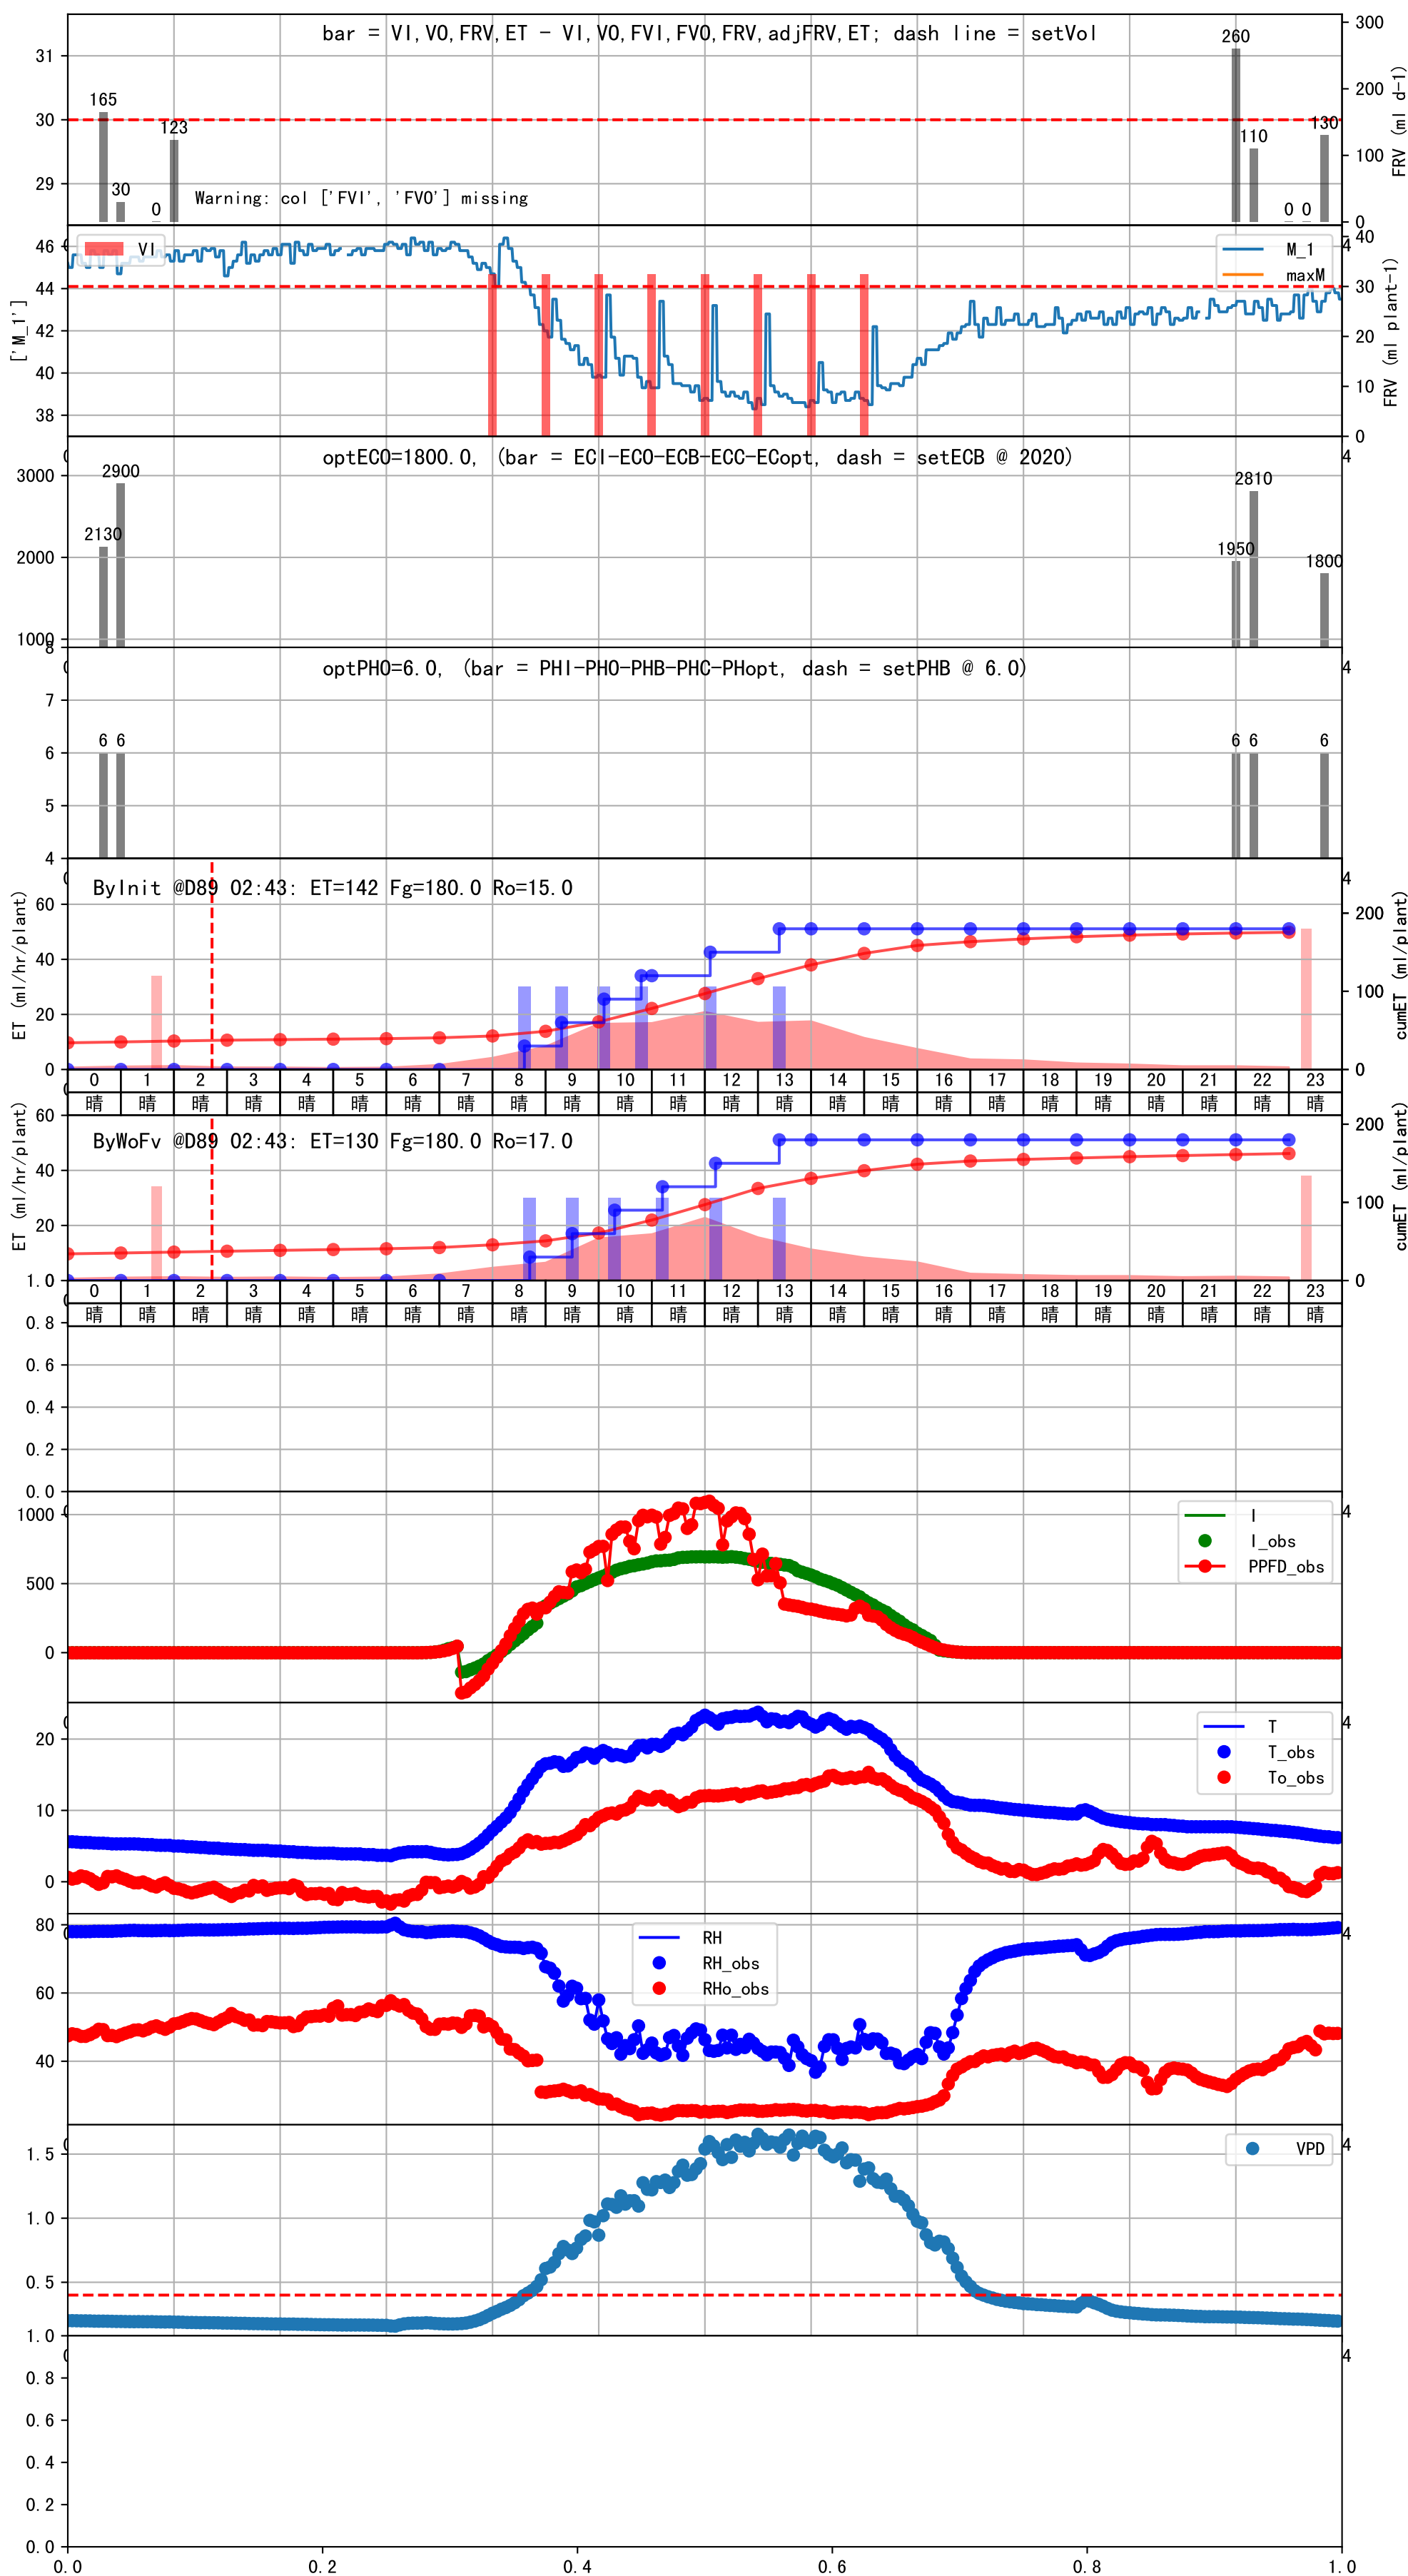 bar = VI,VO,FRV,ET - VI,VO,FVI,FVO,FRV,adjFRV,ET; dash line = setVol
300
260
31
200
165
30
123
130
110
100
FRV (ml d-1)
30
29
Warning: col ['FVI', 'FVO'] missing
0
0
0
0
46
VI
M_1
maxM
40
4
44
30
42
20
40
10
38
0
['M_1']
FRV (ml plant-1)
optECO=1800.0, (bar = ECI-ECO-ECB-ECC-ECopt, dash = setECB @ 2020)
4
3000
2900
2810
2130
2000
1950
1800
1000
8
optPHO=6.0, (bar = PHI-PHO-PHB-PHC-PHopt, dash = setPHB @ 6.0)
4
7
6
6
6
6
6
6
5
4
ByInit @D89 02:43: ET=142 Fg=180.0 Ro=15.0
4
60
200
40
100
20
0
0
ET (ml/hr/plant)
cumET (ml/plant)
0 1 2 3 4 5 6 7 8 9 10 11 12 13 14 15 16 17 18 19 20 21 22 23
晴 晴 晴 晴 晴 晴 晴 晴 晴 晴 晴 晴 晴 晴 晴 晴 晴 晴 晴 晴 晴 晴 晴 晴
60
ByWoFv @D89 02:43: ET=130 Fg=180.0 Ro=17.0
200
40
100
20
1.0
0
ET (ml/hr/plant)
cumET (ml/plant)
0 1 2 3 4 5 6 7 8 9 10 11 12 13 14 15 16 17 18 19 20 21 22 23
晴 晴 晴 晴 晴 晴 晴 晴 晴 晴 晴 晴 晴 晴 晴 晴 晴 晴 晴 晴 晴 晴 晴 晴
0.8
0.6
0.4
0.2
0.0
1000
4
I
I_obs
PPFD_obs
500
0
4
T
T_obs
To_obs
20
10
0
80
4
RH
RH_obs
RHo_obs
60
40
4
VPD
1.5
1.0
0.5
1.0
4
0.8
0.6
0.4
0.2
0.0
0.0 0.2 0.4 0.6 0.8 1.0